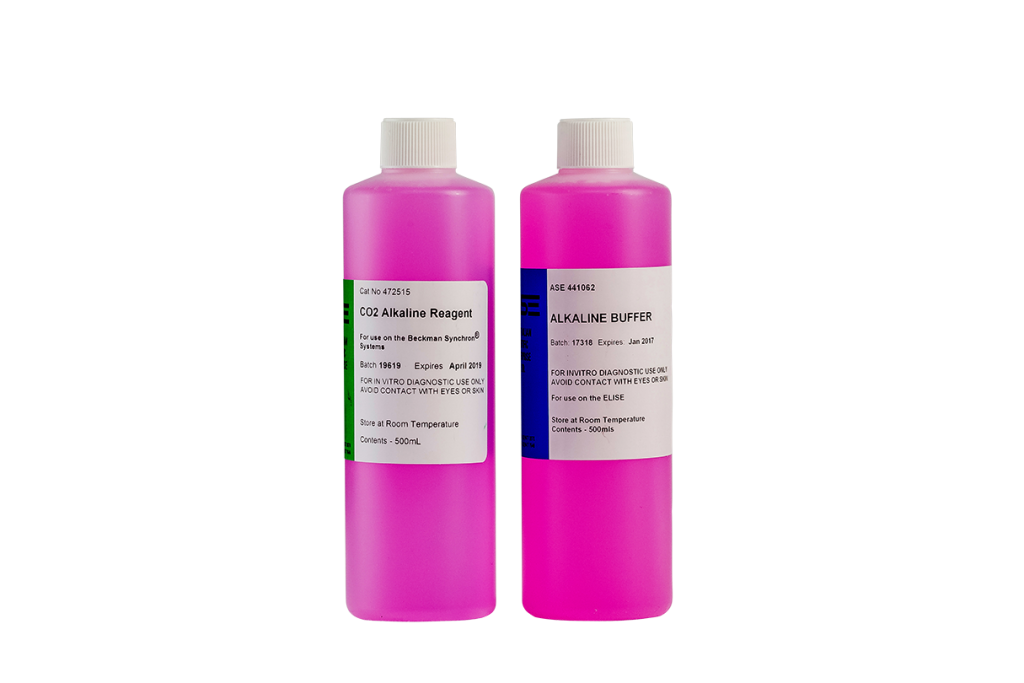 Cat No 472515
CO2 Alkaline Reagent
For use on the Beckman Synchron®
Systems
Batch 19619 Expires April 2019
FOR IN VITRO DIAGNOSTIC USE ONLY
AVOID CONTACT WITH EYES OR SKIN
Store at Room Temperature
Contents - 500mL
ASE 441062
ALKALINE BUFFER
Batch: 17318 Expires: Jan 2017
FOR INVITRO DIAGNOSTIC USE ONLY
AVOID CONTACT WITH EYES OR SKIN
For use on the ELISE
Store at Room Temperature
Contents - 500mls